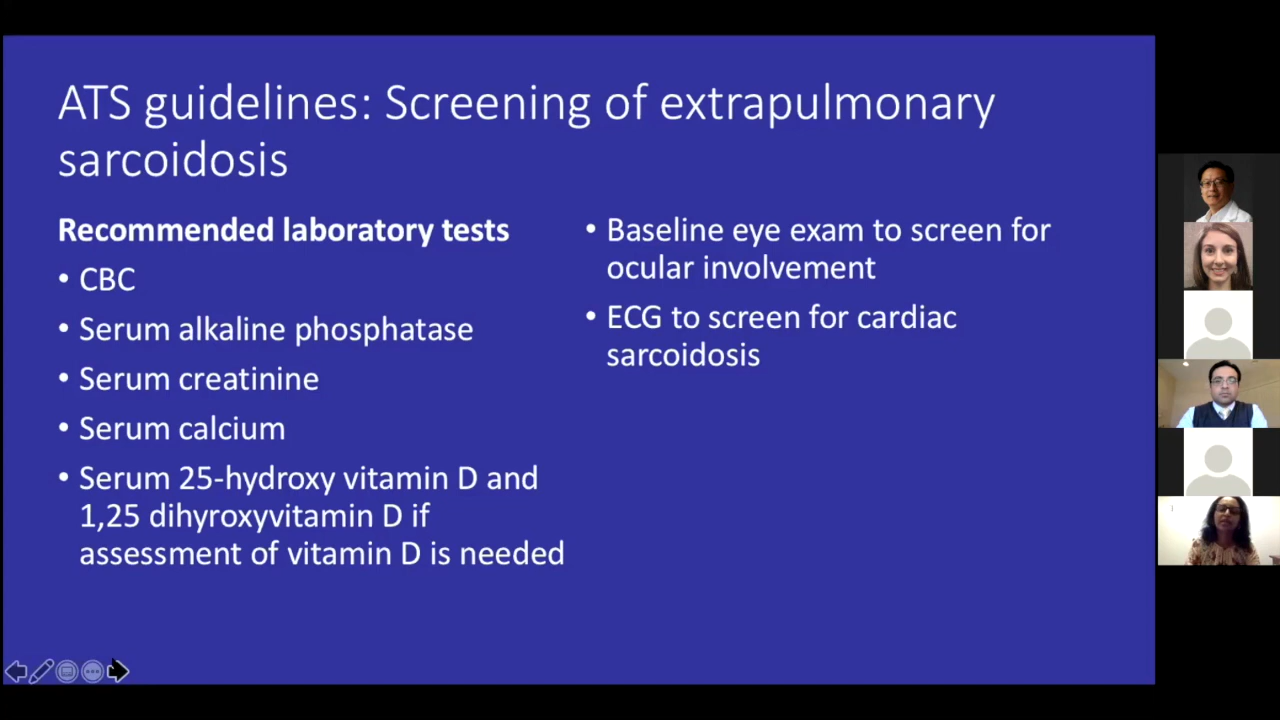 ATS guidelines: Screening of extrapulmonary
sarcoidosis
Recommended laboratory tests
• CBC
• Serum alkaline phosphatase
• Serum creatinine
• Serum calcium
• Serum 25-hydroxy vitamin D and
1,25 dihyroxyvitamin D if
assessment of vitamin D is needed
• Baseline eye exam to screen for
ocular involvement
• ECG to screen for cardiac
sarcoidosis